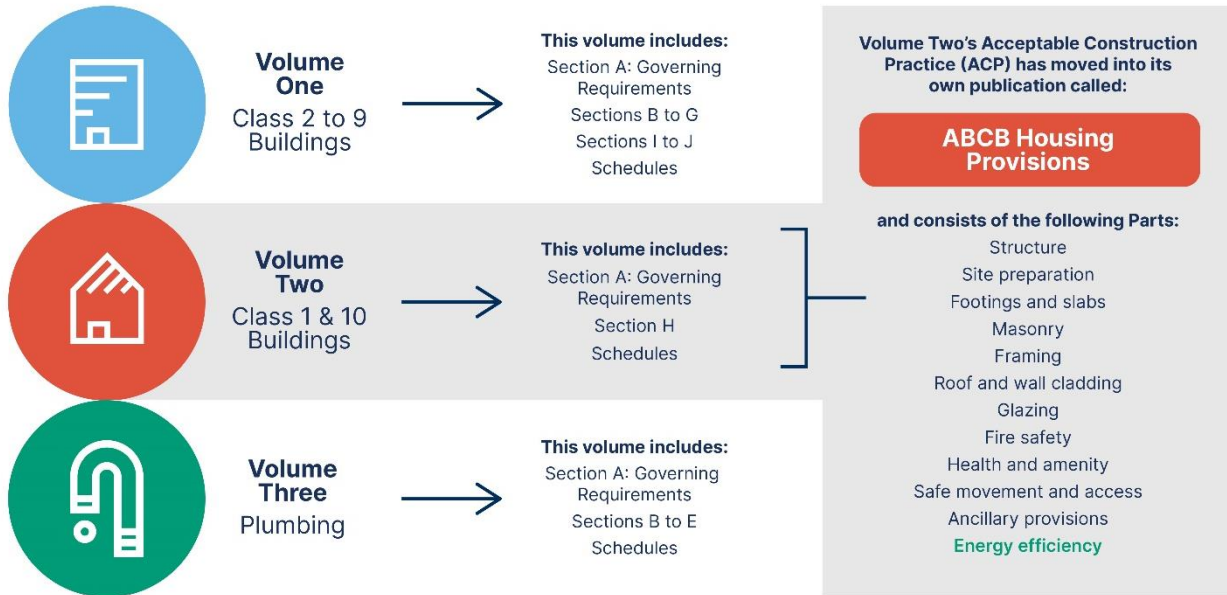 Volume
One
Class 2 to 9
Buildings
This volume includes:
Section A: Governing
Requirements
Sections B to G
Sections I to J
Schedules
Volume
Two
Class 1 & 10
Buildings
This volume includes:
Section A: Governing
Requirements
Section H
Schedules
Volume
Three
Plumbing
This volume includes:
Section A: Governing
Requirements
Sections B to E
Schedules
Volume Two’s Acceptable Construction
Practice (ACP) has moved into its
own publication called:
ABCB Housing
Provisions
and consists of the following Parts:
Structure
Site preparation
Footings and slabs
Masonry
Framing
Roof and wall cladding
Glazing
Fire safety
Health and amenity
Safe movement and access
Ancillary provisions
Energy efficiency